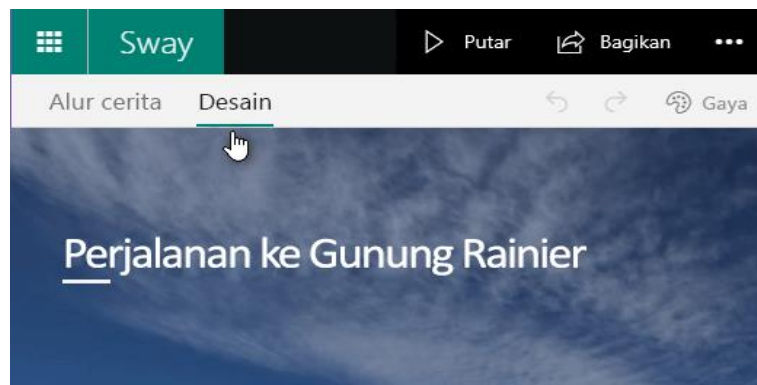 Sway Putar Bagikan
Alur cerita Desain Gaya
Perjalanan ke Gunung Rainier